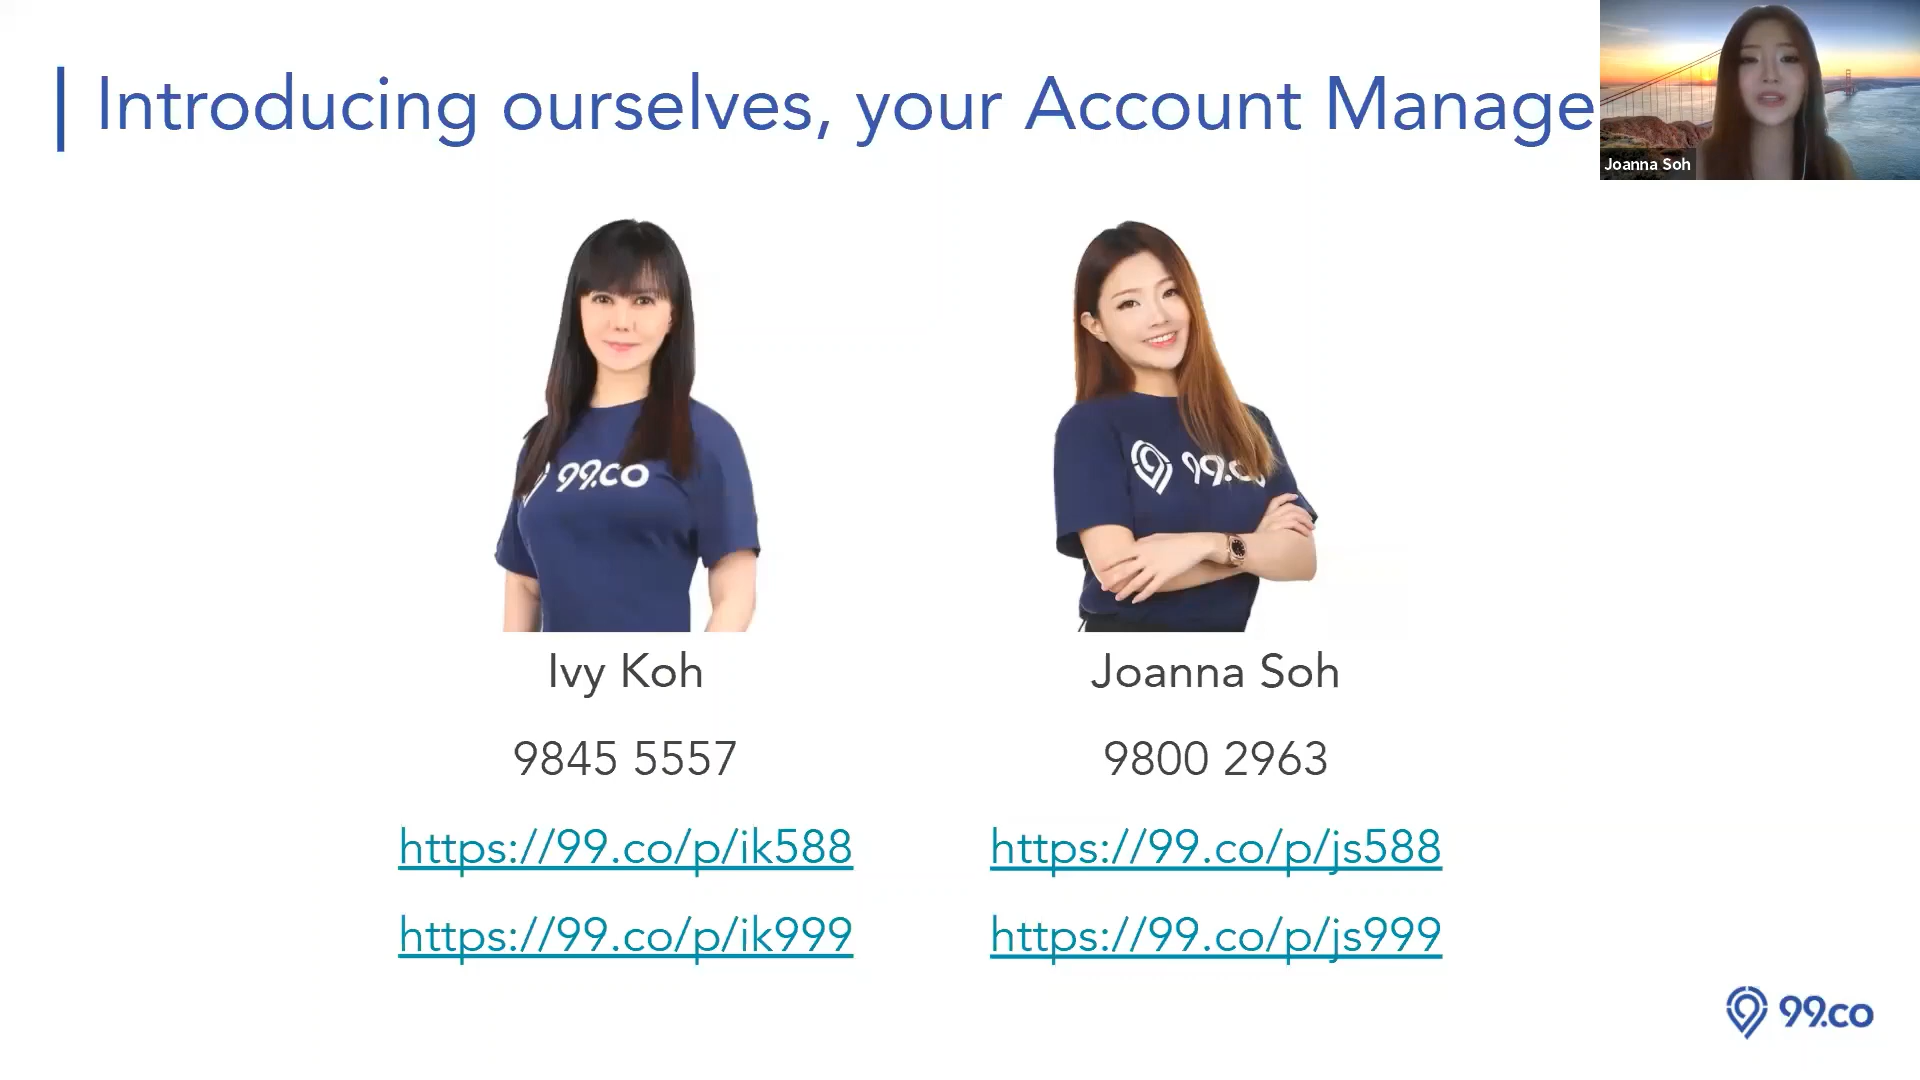 Introducing ourselves, your Account Manage
Joanna Soh
99.co
99.c
Ivy Koh
Joanna Soh
9845 5557
9800 2963
https://99.co/p/ik588
https://99.co/p/js588
https://99.co/p/ik999
https://99.co/p/js999
99.co